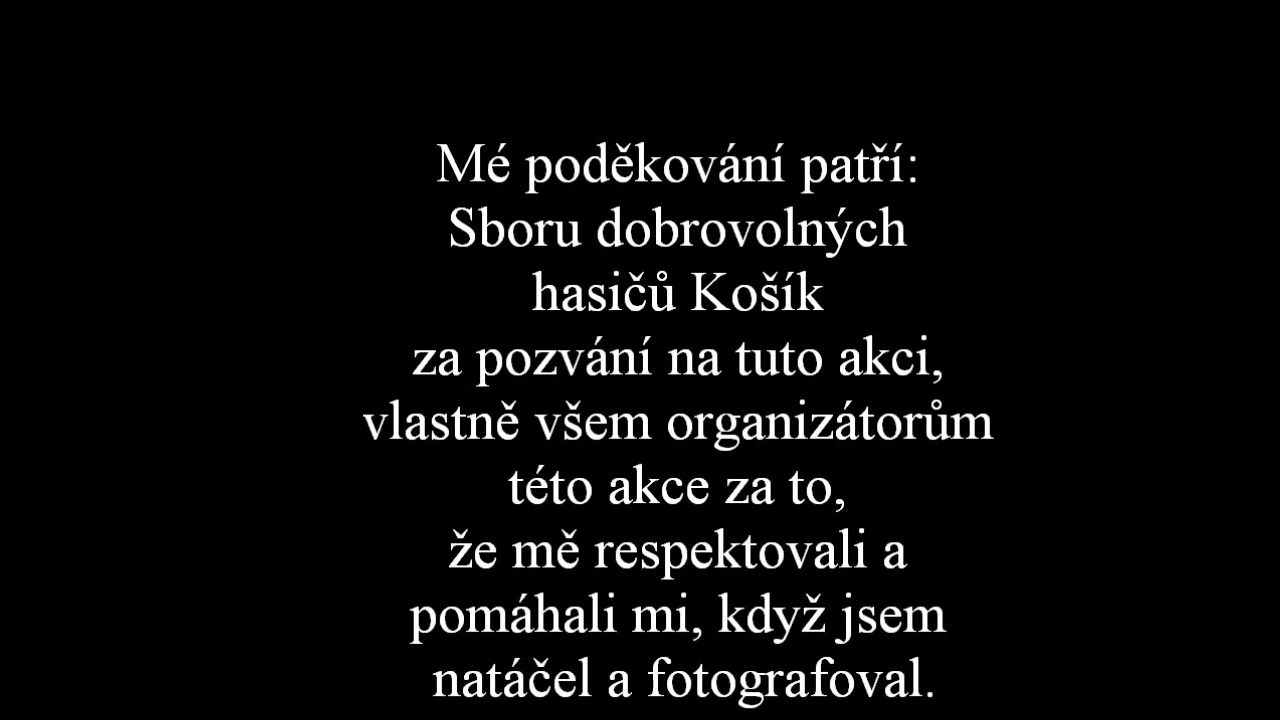 Mé poděkování patří:
Sboru dobrovolných
hasičů Košík
za pozvání na tuto akci,
vlastně všem organizátorům
této akce za to,
že mě respektovali a
pomáhali mi, když jsem
natáčel a fotografoval.